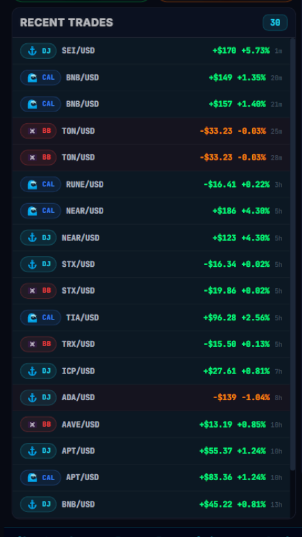 RECENT TRADES 30
DJ SEI/USD +$170 +5.73%
CAL BNB/USD +$149 +1.35%
CAL BNB/USD +$157 +1.40%
BB TON/USD -$33.23 -0.03%
BB TON/USD -$33.23 -0.03%
CAL RUNE/USD -$16.41 +0.22% 3h
CAL NEAR/USD +$186 +4.30% 5h
DJ NEAR/USD +$123 +4.30% 5h
DJ STX/USD -$16.34 +0.02% 5h
BB STX/USD -$19.06 +0.02% 5h
CAL TIA/USD +$96.28 +2.56% 5h
BB TRX/USD -$15.50 +0.13% 5h
DJ ICP/USD +$27.61 +0.81% 7h
DJ ADA/USD -$139 -1.04% 8h
BB AAVE/USD +$13.19 +0.85% 10h
DJ APT/USD +$55.37 +1.24% 10h
CAL APT/USD +$83.36 +1.24% 10h
DJ BNB/USD +$45.22 +0.81% 13h